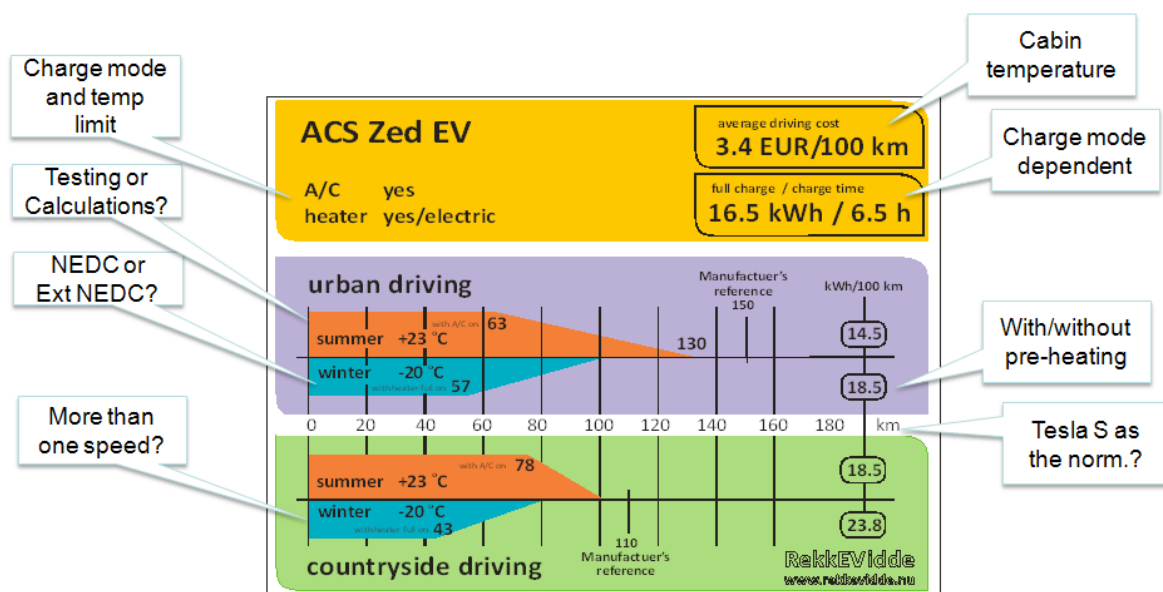 Charge mode
and temp
limit
Testing or
Calculations?
NEDC or
Ext NEDC?
More than
one speed?
Cabin
temperature
Charge mode
dependent
With/without
pre-heating
Tesla S as
the norm.?
ACS Zed EV
A/C yes
heater yes/electric
average driving cost
3.4 EUR/100 km
full charge / charge time
16.5 kWh / 6.5 h
urban driving
Manufactuer's
reference
150
kWh/100 km
with A/C on 63
summer +23 °C
130
14.5
winter -20 °C
withheater full on 57
18.5
0 20 40 60 80 100 120 140 160 180 km
with A/C on 78
summer +23 °C
18.5
winter -20 °C
withheater full on 43
23.8
110
Manufactuer's
reference
countryside driving
RekkEVidde
www.rekkevidde.nu